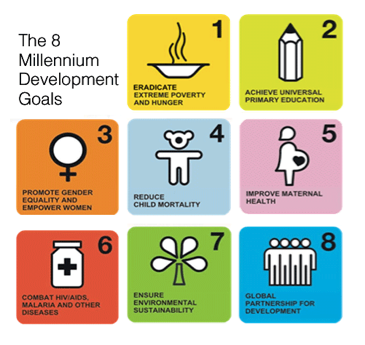 The 8
Millennium
Development
Goals
1
ERADICATE
EXTREME POVERTY
AND HUNGER
2
ACHIEVE UNIVERSAL
PRIMARY EDUCATION
3
PROMOTE GENDER
EQUALITY AND
EMPOWER WOMEN
4
REDUCE
CHILD MORTALITY
5
IMPROVE MATERNAL
HEALTH
6
COMBAT HIV/AIDS,
MALARIA AND OTHER
DISEASES
7
ENSURE
ENVIRONMENTAL
SUSTAINABILITY
8
GLOBAL
PARTNERSHIP FOR
DEVELOPMENT